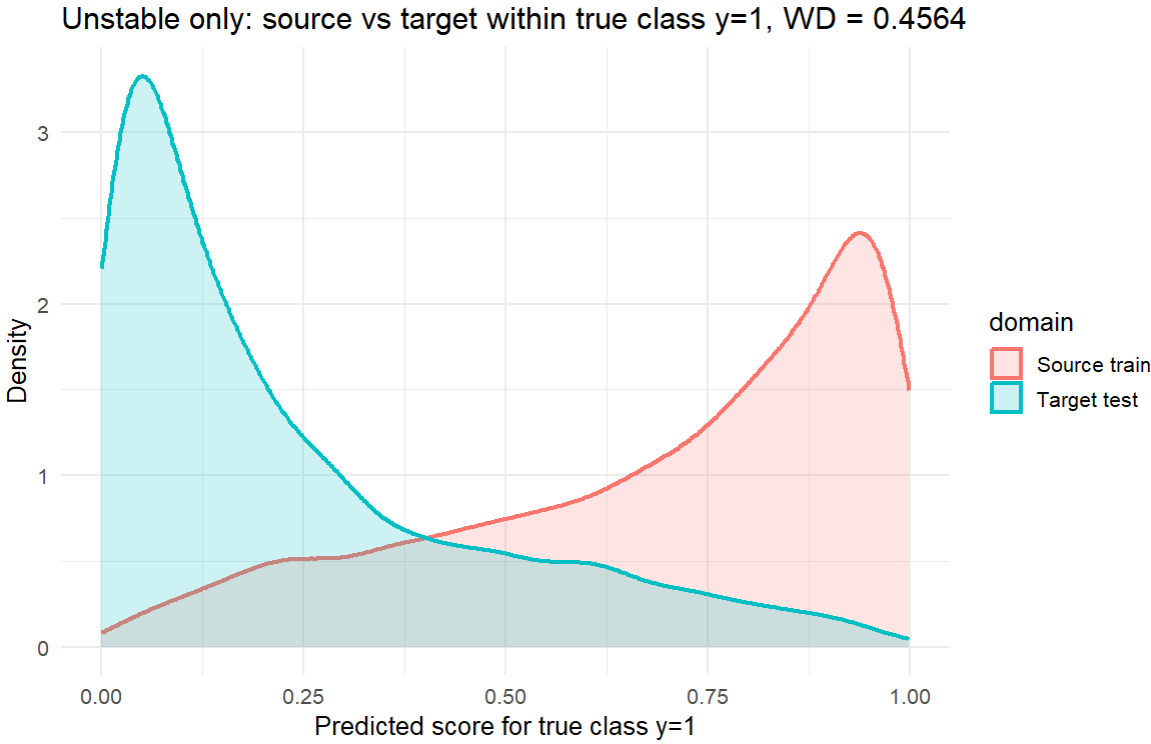 Unstable only: source vs target within true class y=1, WD = 0.4564
Density
3
2
1
0
0.00 0.25 0.50 0.75 1.00
Predicted score for true class y=1
domain
Source train
Target test